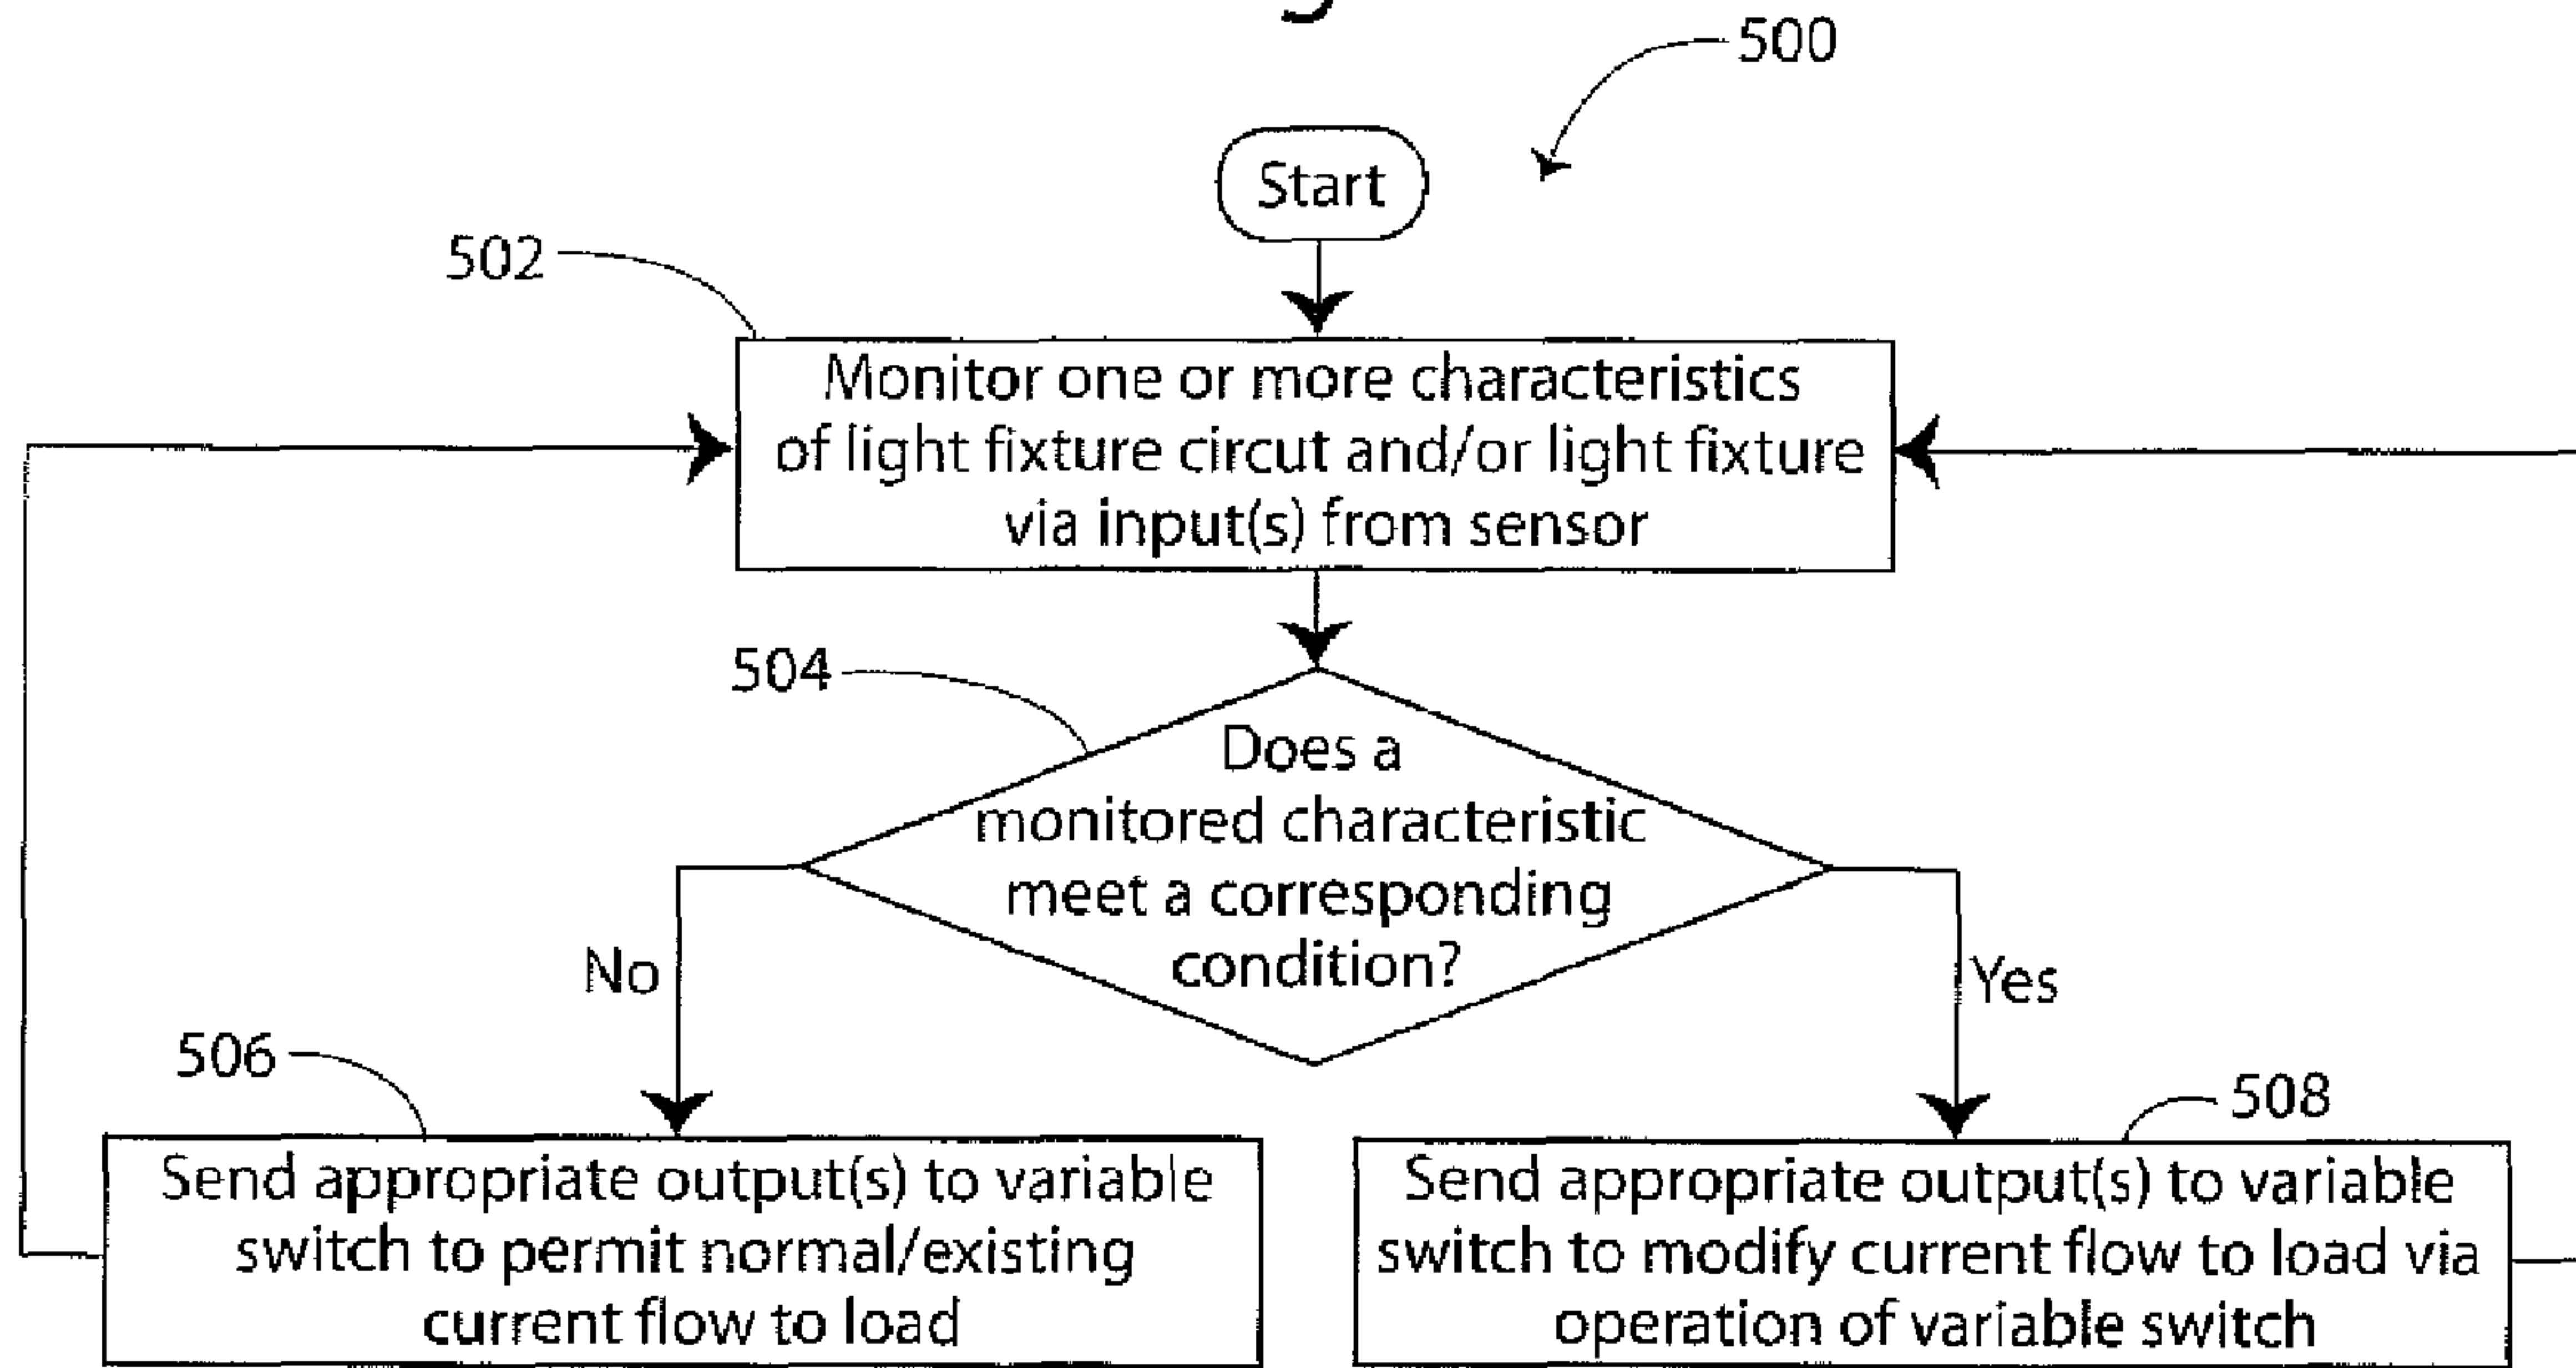 500
Start
502
Monitor one or more characteristics
of light fixture circut and/or light fixture
via input(s) from sensor
504
Does a
monitored characteristic
meet a corresponding
condition?
No
Yes
506
508
Send appropriate output(s) to variable
switch to permit normal/existing
current flow to load
Send appropriate output(s) to variable
switch to modify current flow to load via
operation of variable switch